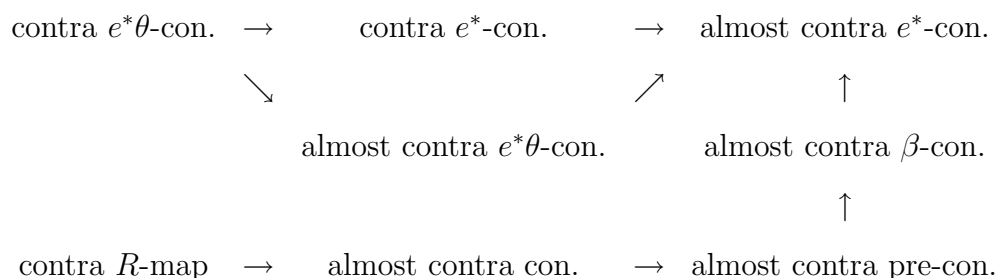 contra e*θ-con. → contra e*-con. → almost contra e*-con.
↘ ↗ ↑
almost contra e*θ-con. almost contra β-con.
↑
contra R-map → almost contra con. → almost contra pre-con.